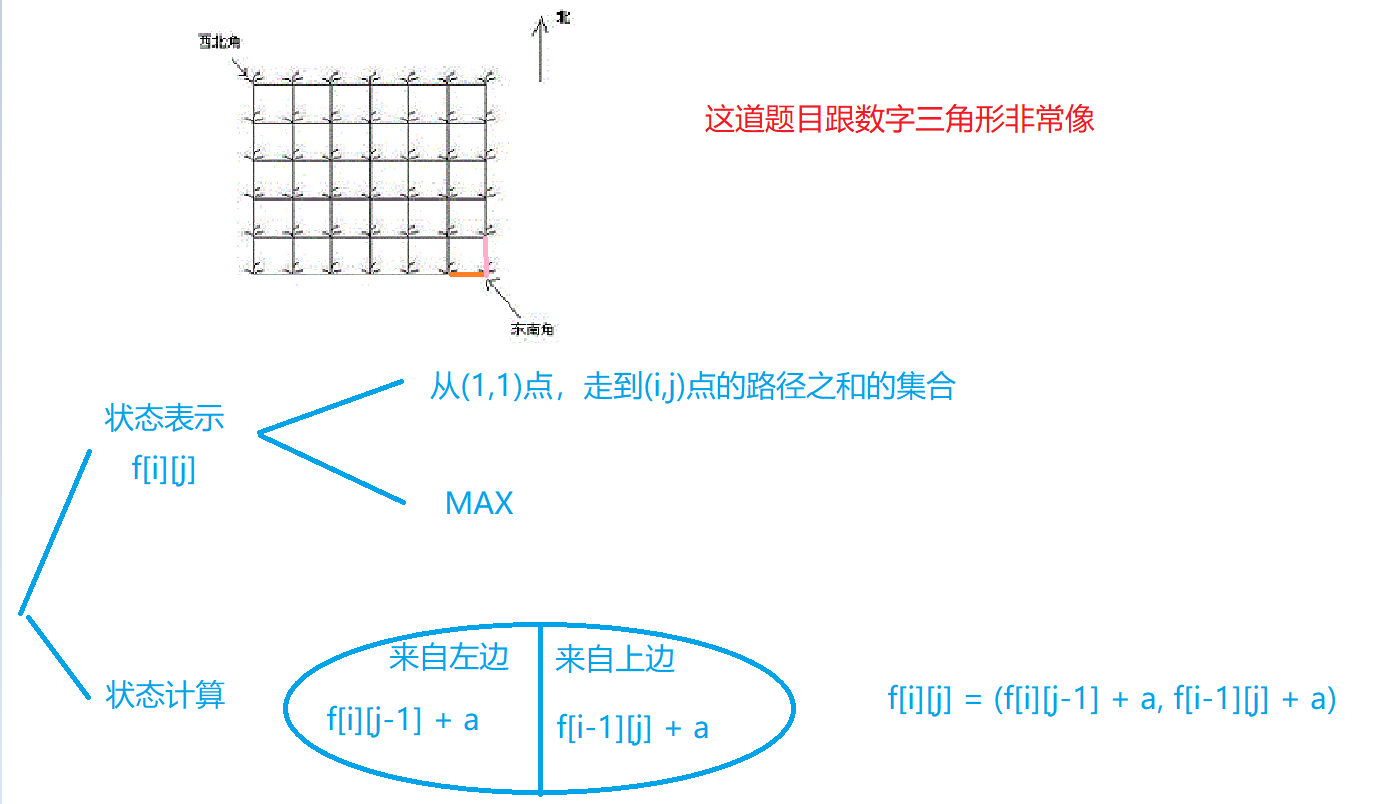 北
西北角
这道题目跟数字三角形非常像
东南角
从(1,1)点，走到(i,j)点的路径之和的集合
状态表示
f[i][j]
MAX
来自左边
来自上边
状态计算
f[i][j-1] + a
f[i-1][j] + a
f[i][j] = (f[i][j-1] + a, f[i-1][j] + a)